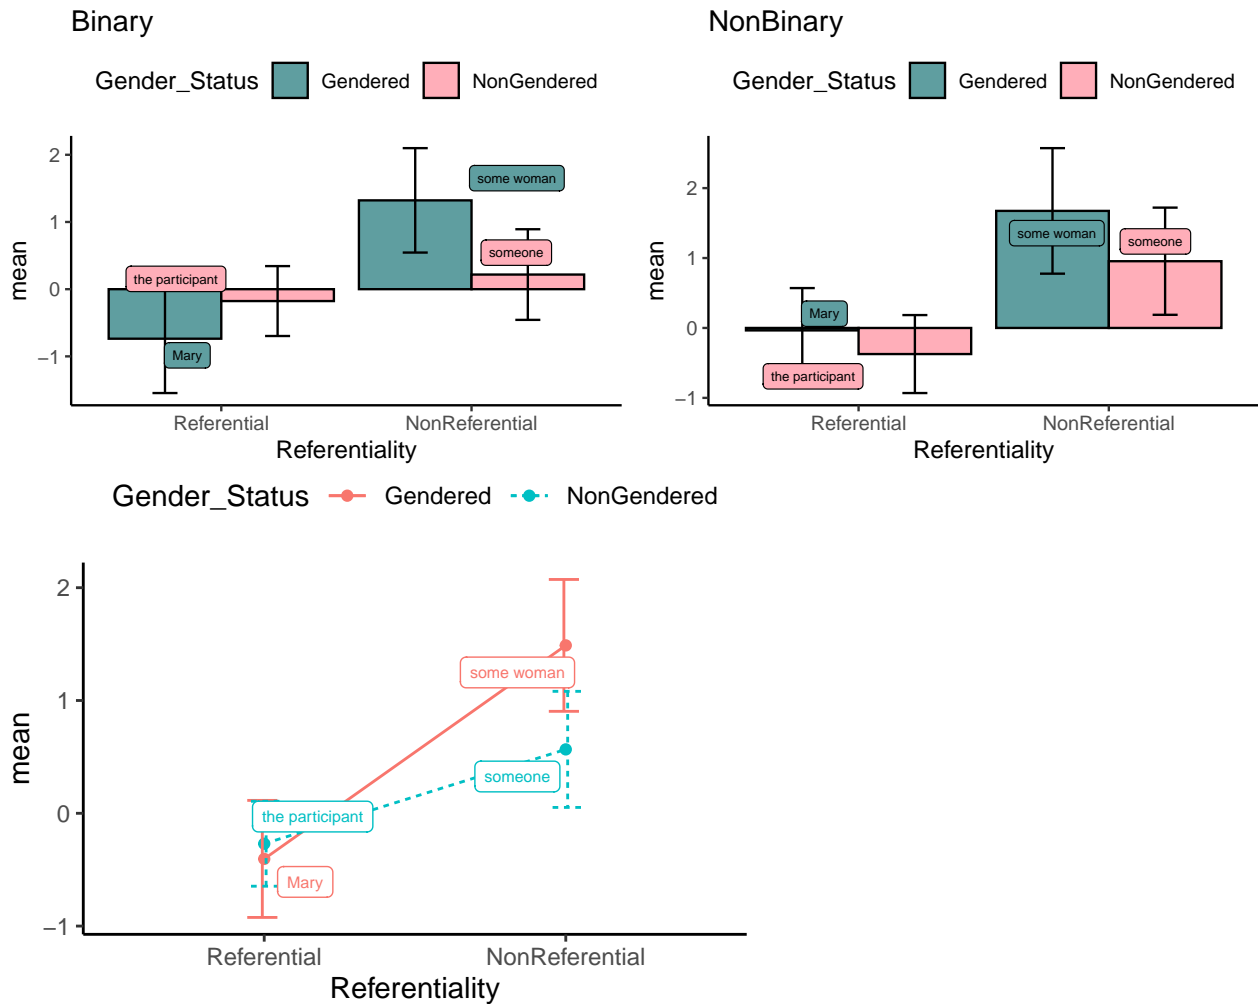 Binary
Gender_Status Gendered NonGendered
2
1
0
−1
mean
some woman
someone
the participant
Mary
Referential NonReferential
Referentiality
NonBinary
Gender_Status Gendered NonGendered
2
1
0
−1
mean
some woman
someone
Mary
the participant
Referential NonReferential
Referentiality
Gender_Status Gendered NonGendered
2
1
0
−1
mean
some woman
someone
the participant
Mary
Referential NonReferential
Referentiality